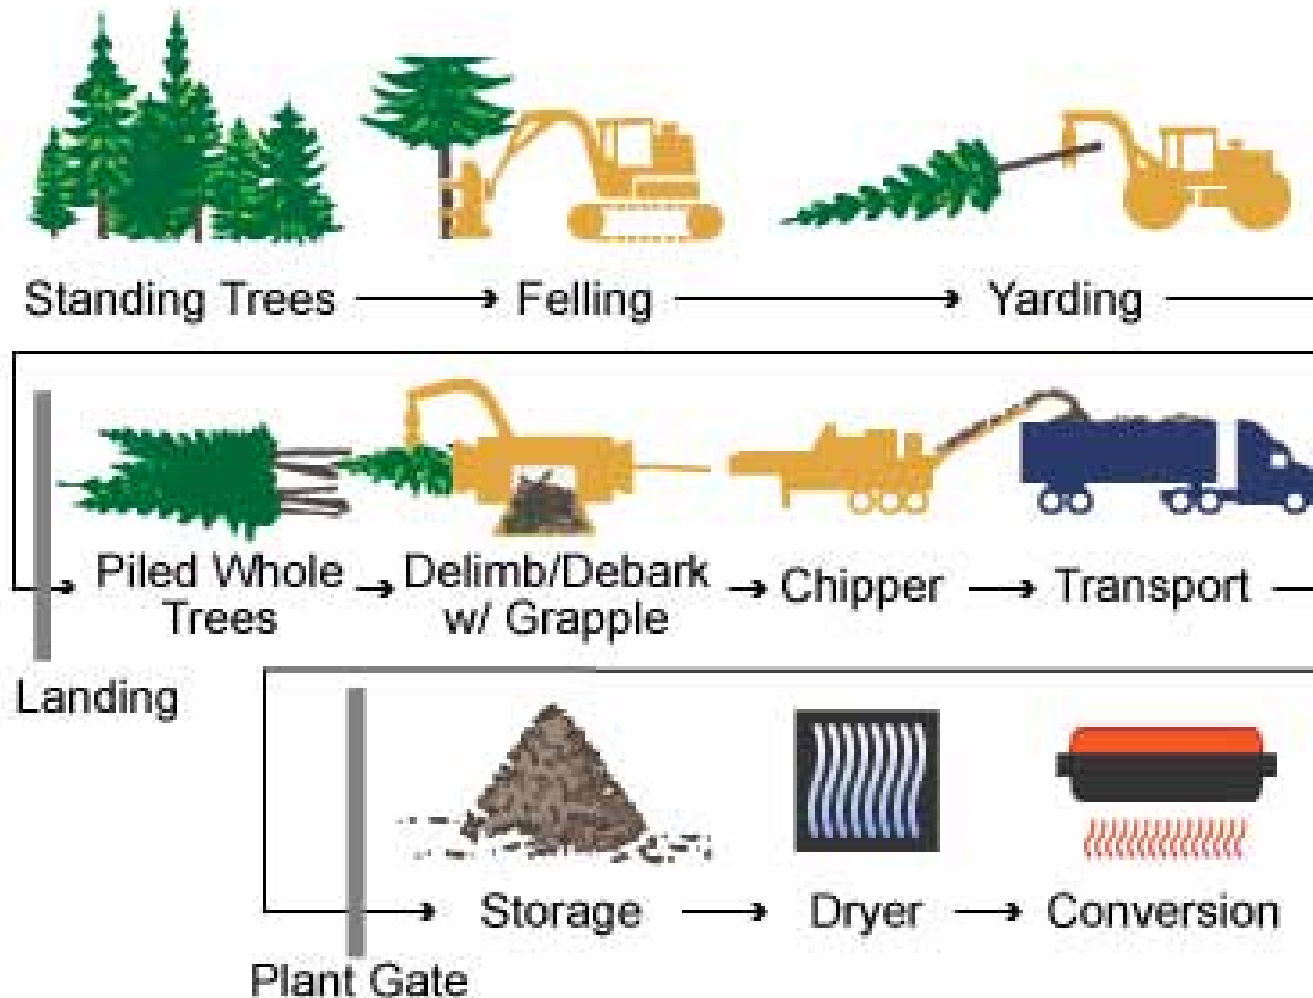 Standing Trees
Felling
Yarding
Piled Whole
Trees
Delimb/Debark
w/ Grapple
Chipper
Transport
Landing
Storage
Dryer
Conversion
Plant Gate